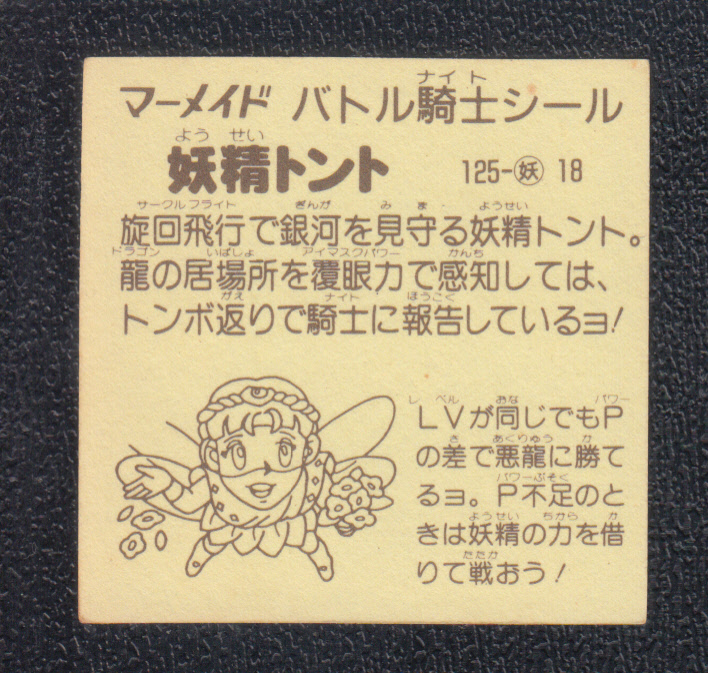 マーメイド バトル騎士シール
ナイト
妖精トント 125-㊛ 18
よう せい
旋回飛行で銀河を見守る妖精トント。
サークルフライト ぎんが みまも ようせい
龍の居場所を覆眼力で感知しては、
ドラゴン いばしょ アイマスクパワー かんち
トンボ返りで騎士に報告しているヨ!
がえ ナイト ほうこく
LVが同じでもP
レベル おな パワー
の差で悪龍に勝て
さ あくりゅう か
るョ。P不足のと
パワーぶそく
きは妖精の力を借
ようせい ちから か
りて戦おう!
たたか